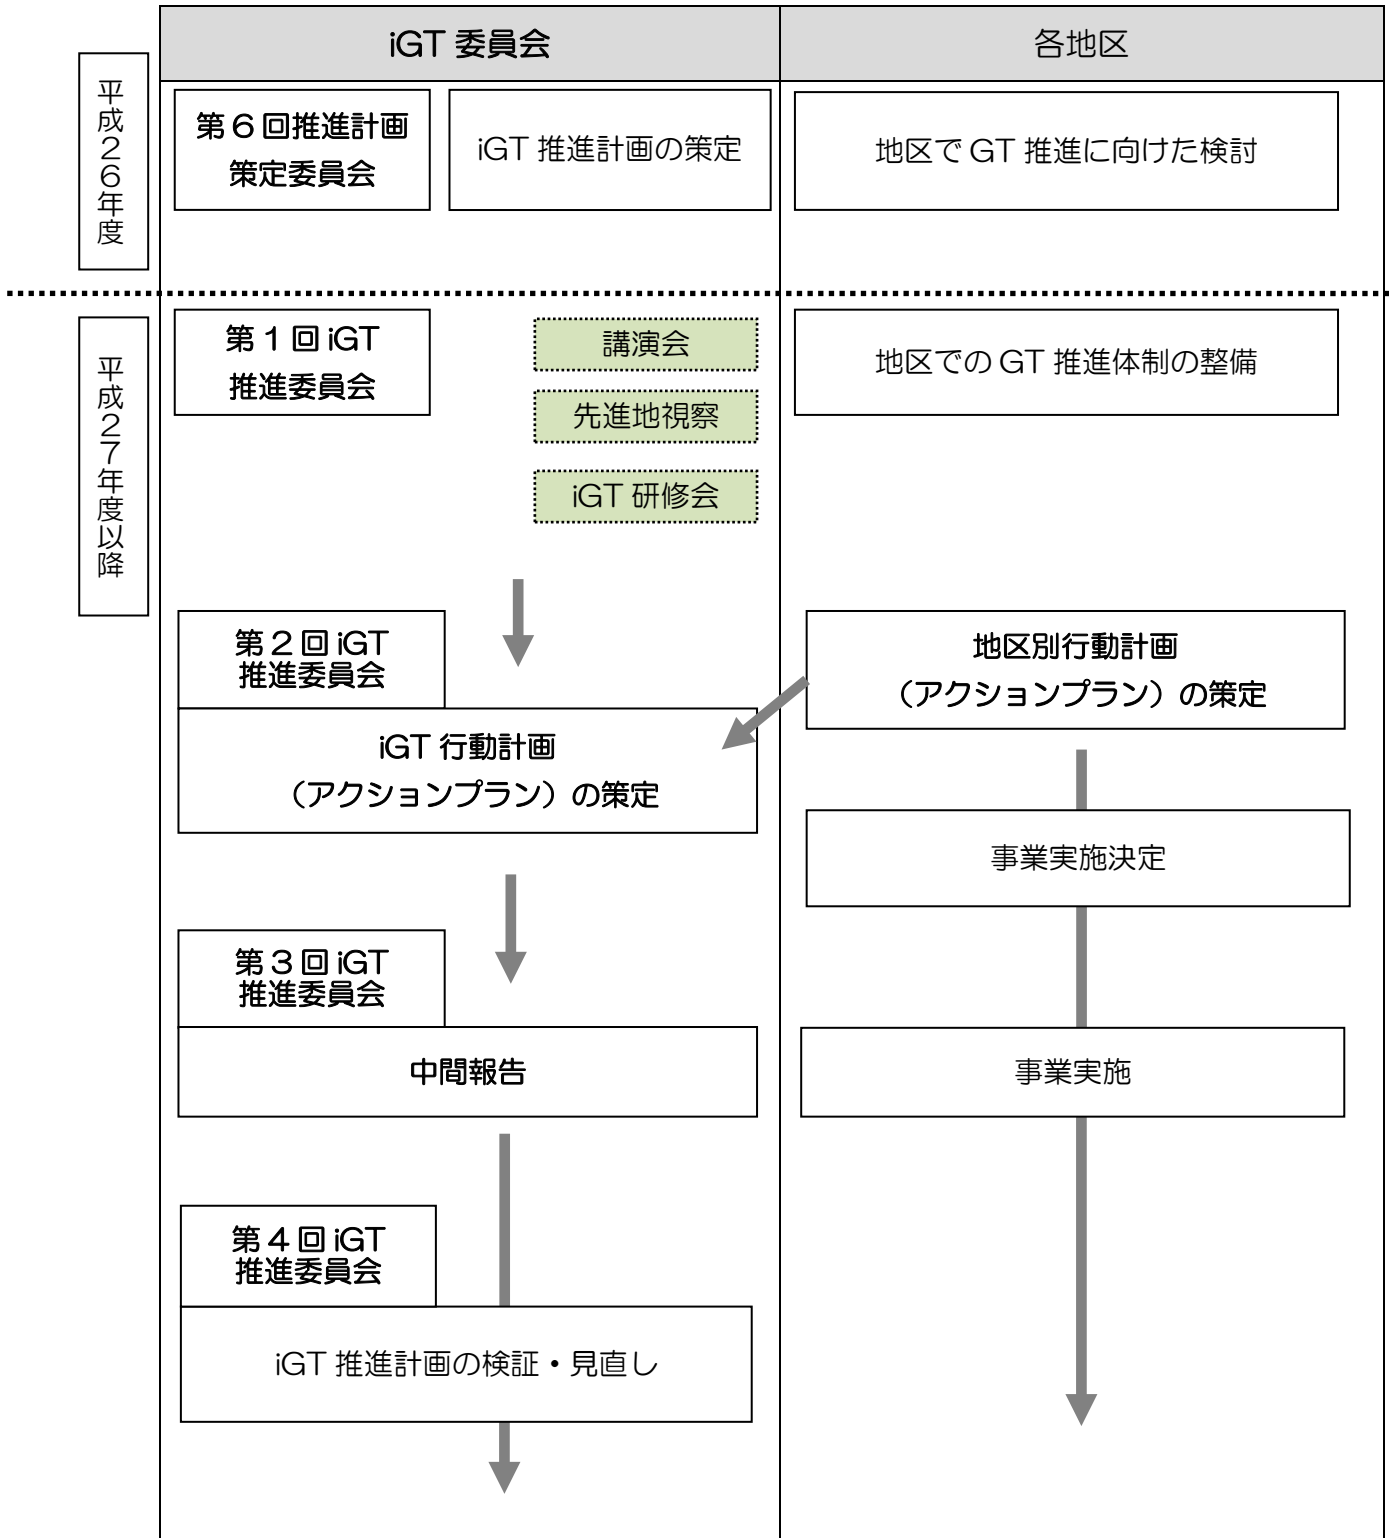 iGT 委員会
各地区
平成26年度
第6回推進計画
策定委員会
iGT 推進計画の策定
地区で GT 推進に向けた検討
平成27年度以降
第1回 iGT
推進委員会
講演会
先進地視察
iGT 研修会
地区での GT 推進体制の整備
第2回 iGT
推進委員会
iGT 行動計画
（アクションプラン）の策定
地区別行動計画
（アクションプラン）の策定
事業実施決定
第3回 iGT
推進委員会
中間報告
事業実施
第4回 iGT
推進委員会
iGT 推進計画の検証・見直し